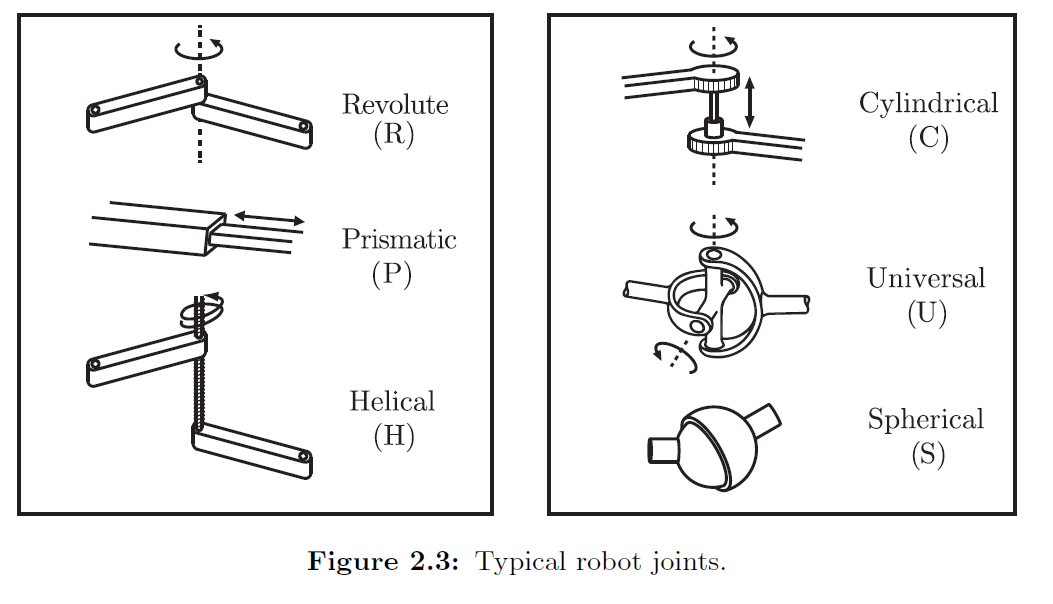 Revolute
(R)
Prismatic
(P)
Helical
(H)
Cylindrical
(C)
Universal
(U)
Spherical
(S)
Figure 2.3: Typical robot joints.